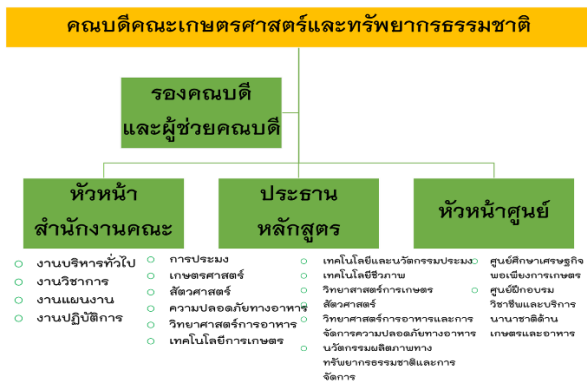 คณบดีคณะเกษตรศาสตร์และทรัพยากรธรรมชาติ
รองคณบดี
และผู้ช่วยคณบดี
หัวหน้า
สำนักงานคณะ
ประธาน
หลักสูตร
หัวหน้าศูนย์
งานบริหารทั่วไป
งานวิชาการ
งานแผนงาน
งานปฏิบัติการ
การประมง
เกษตรศาสตร์
สัตวศาสตร์
ความปลอดภัยทางอาหาร
วิทยาศาสตร์การอาหาร
เทคโนโลยีการเกษตร
เทคโนโลยีและนวัตกรรมประมง
เทคโนโลยีชีวภาพ
วิทยาสาสตร์การเกษตร
สัตวศาสตร์
วิทยาศาสตร์การอาหารและการ
จัดการความปลอดภัยทางอาหาร
นวัตกรรมผลิตภาพทาง
ทรัพยากรธรรมชาติและการ
จัดการ
ศูนย์ศึกษาเศรษฐกิจ
พอเพียงการเกษตร
ศูนย์ฝึกอบรม
วิชาชีพและบริการ
นานาชาติด้าน
เกษตรและอาหาร